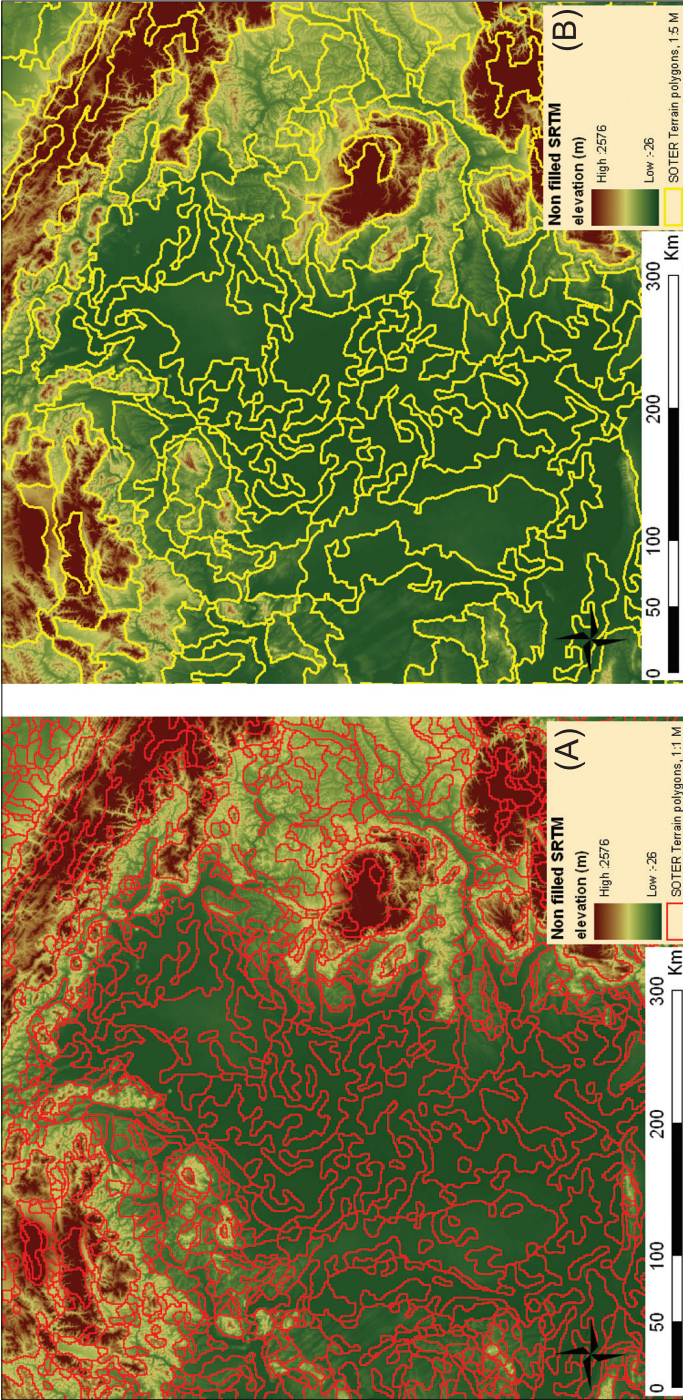 (A)
Non filled SRTM
elevation (m)
High :2576
Low :-26
SOTER Terrain polygons, 1:1 M
0 50 100 200 300
Km
(B)
Non filled SRTM
elevation (m)
High :2576
Low :-26
SOTER Terrain polygons, 1:5 M
0 50 100 200 300
Km